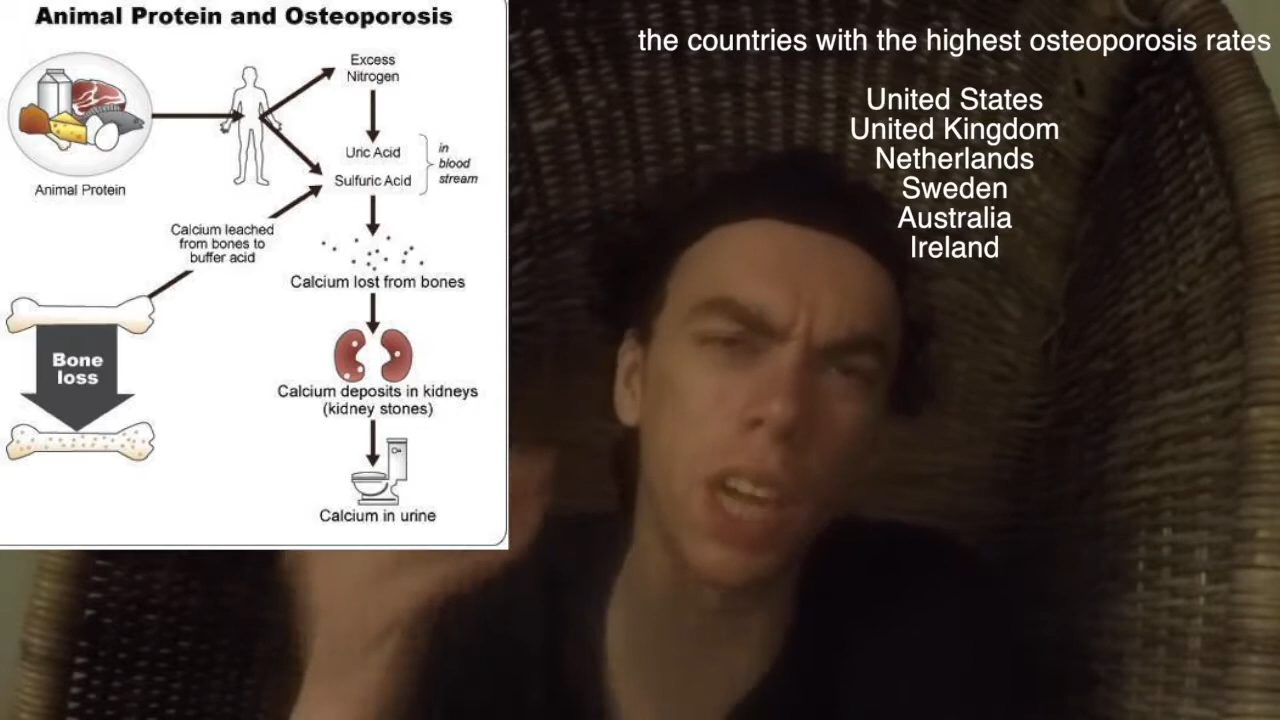 Animal Protein and Osteoporosis
Excess
Nitrogen
Uric Acid
Sulfuric Acid
in
blood
stream
Animal Protein
Calcium leached
from bones to
buffer acid
Calcium lost from bones
Bone
loss
Calcium deposits in kidneys
(kidney stones)
Calcium in urine
the countries with the highest osteoporosis rates
United States
United Kingdom
Netherlands
Sweden
Australia
Ireland